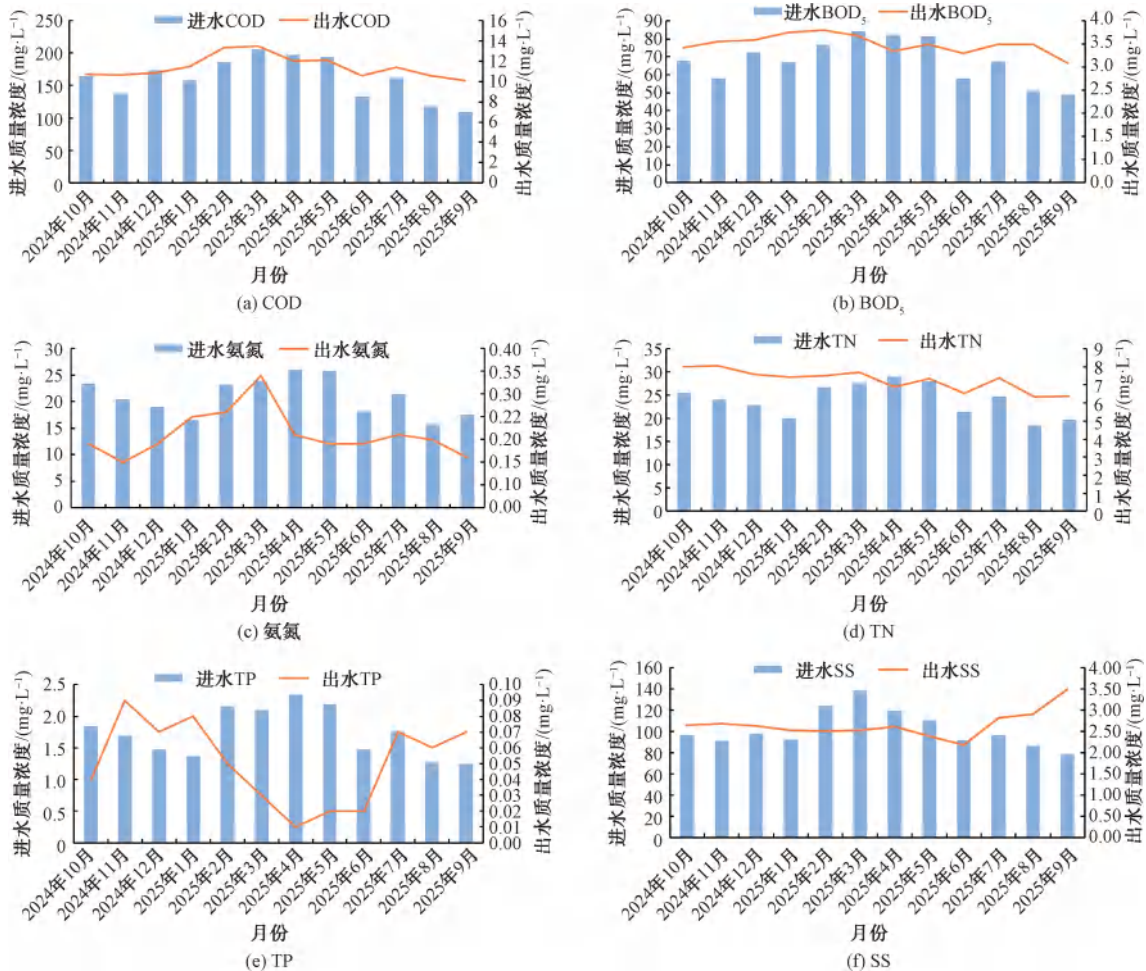 进水COD 出水COD
进水质量浓度/(mg·L⁻¹)
250
200
150
100
50
0
16
14
12
10
8
6
4
2
0
出水质量浓度/(mg·L⁻¹)
2024年10月
2024年11月
2024年12月
2025年1月
2025年2月
2025年3月
2025年4月
2025年5月
2025年6月
2025年7月
2025年8月
2025年9月
月份
(a) COD
进水BOD₅ 出水BOD₅
进水质量浓度/(mg·L⁻¹)
90
80
70
60
50
40
30
20
10
0
4.0
3.5
3.0
2.5
2.0
1.5
1.0
0.5
0.0
出水质量浓度/(mg·L⁻¹)
2024年10月
2024年11月
2024年12月
2025年1月
2025年2月
2025年3月
2025年4月
2025年5月
2025年6月
2025年7月
2025年8月
2025年9月
月份
(b) BOD₅
进水氨氮 出水氨氮
进水质量浓度/(mg·L⁻¹)
30
25
20
15
10
5
0
0.40
0.35
0.30
0.22
0.20
0.15
0.00
出水质量浓度/(mg·L⁻¹)
2024年10月
2024年11月
2024年12月
2025年1月
2025年2月
2025年3月
2025年4月
2025年5月
2025年6月
2025年7月
2025年8月
2025年9月
月份
(c) 氨氮
进水TN 出水TN
进水质量浓度/(mg·L⁻¹)
35
30
25
20
15
10
5
0
9
8
7
6
5
4
3
2
1
0
出水质量浓度/(mg·L⁻¹)
2024年10月
2024年11月
2024年12月
2025年1月
2025年2月
2025年3月
2025年4月
2025年5月
2025年6月
2025年7月
2025年8月
2025年9月
月份
(d) TN
进水TP 出水TP
进水质量浓度/(mg·L⁻¹)
2.5
2.0
1.5
1.0
0.5
0
0.10
0.09
0.08
0.07
0.06
0.05
0.04
0.03
0.02
0.01
0.00
出水质量浓度/(mg·L⁻¹)
2024年10月
2024年11月
2024年12月
2025年1月
2025年2月
2025年3月
2025年4月
2025年5月
2025年6月
2025年7月
2025年8月
2025年9月
月份
(e) TP
进水SS 出水SS
进水质量浓度/(mg·L⁻¹)
160
140
120
100
80
60
40
20
0
4.00
3.50
3.00
2.50
2.00
1.50
1.00
0.50
0.00
出水质量浓度/(mg·L⁻¹)
2024年10月
2024年11月
2024年12月
2025年1月
2025年2月
2025年3月
2025年4月
2025年5月
2025年6月
2025年7月
2025年8月
2025年9月
月份
(f) SS